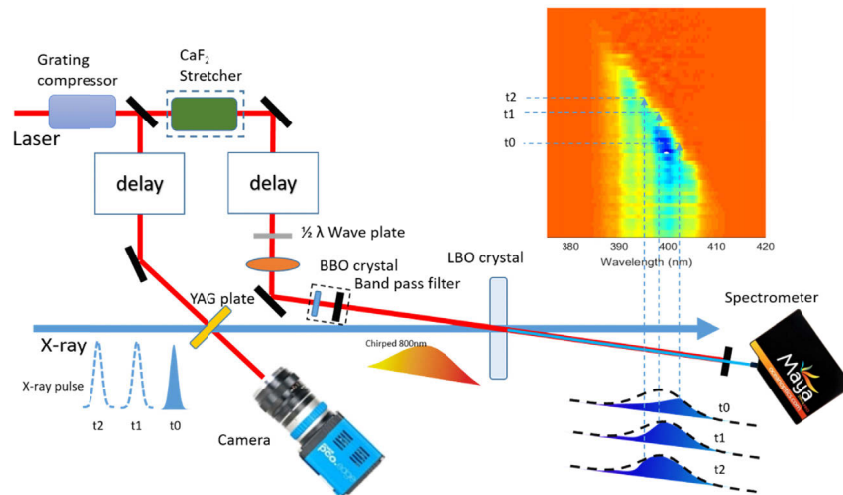 Grating
compressor
CaF₂
Stretcher
Laser
delay
delay
½ λ Wave plate
BBO crystal
Band pass filter
LBO crystal
YAG plate
X-ray
X-ray pulse
t2
t1
t0
Chirped 800nm
Camera
pco.edge
t2
t1
t0
380
390
400
410
420
Wavelength (nm)
Spectrometer
Maya
t0
t1
t2